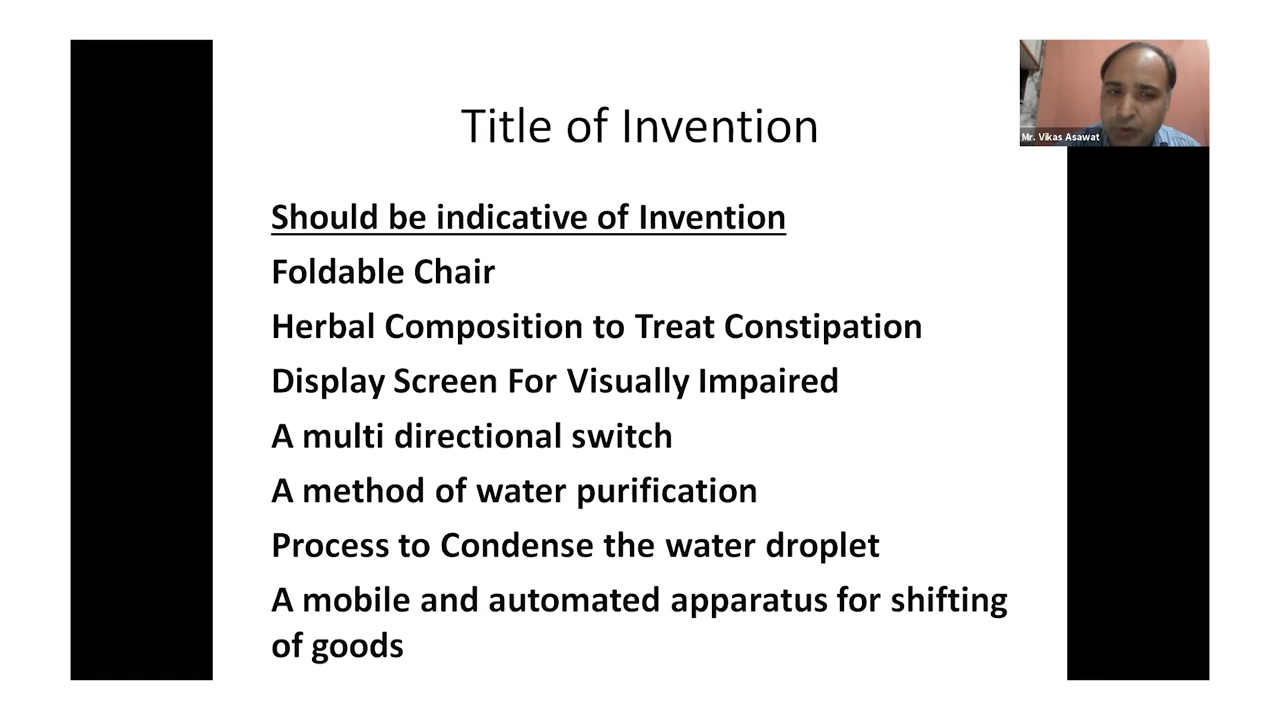 Title of Invention
Mr. Vikas Asawat
Should be indicative of Invention
Foldable Chair
Herbal Composition to Treat Constipation
Display Screen For Visually Impaired
A multi directional switch
A method of water purification
Process to Condense the water droplet
A mobile and automated apparatus for shifting
of goods